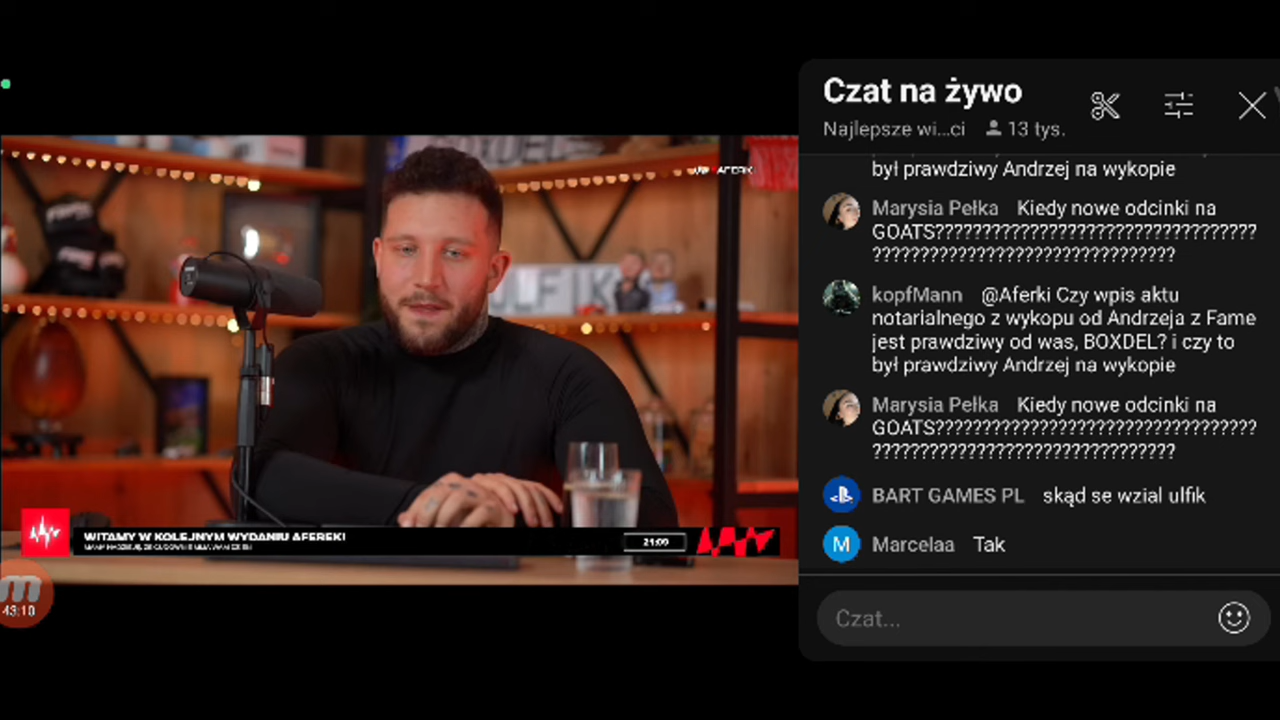 Czat na żywo
Najlepsze wi...ci 13 tys.
był prawdziwy Andrzej na wykopie
Marysia Pełka Kiedy nowe odcinki na
GOATS???????????????????????????????????
?????????????????????????????????
kopfMann @Aferki Czy wpis aktu
notarialnego z wykopu od Andrzeja z Fame
jest prawdziwy od was, BOXDEL? i czy to
był prawdziwy Andrzej na wykopie
Marysia Pełka Kiedy nowe odcinki na
GOATS???????????????????????????????????
?????????????????????????????????
BART GAMES PL skąd se wzial ulfik
M Marcelaa Tak
Czat...
AFERKI
WITAMY W KOLEJNYM WYDANIU AFEREK!
21:09
m
43:10